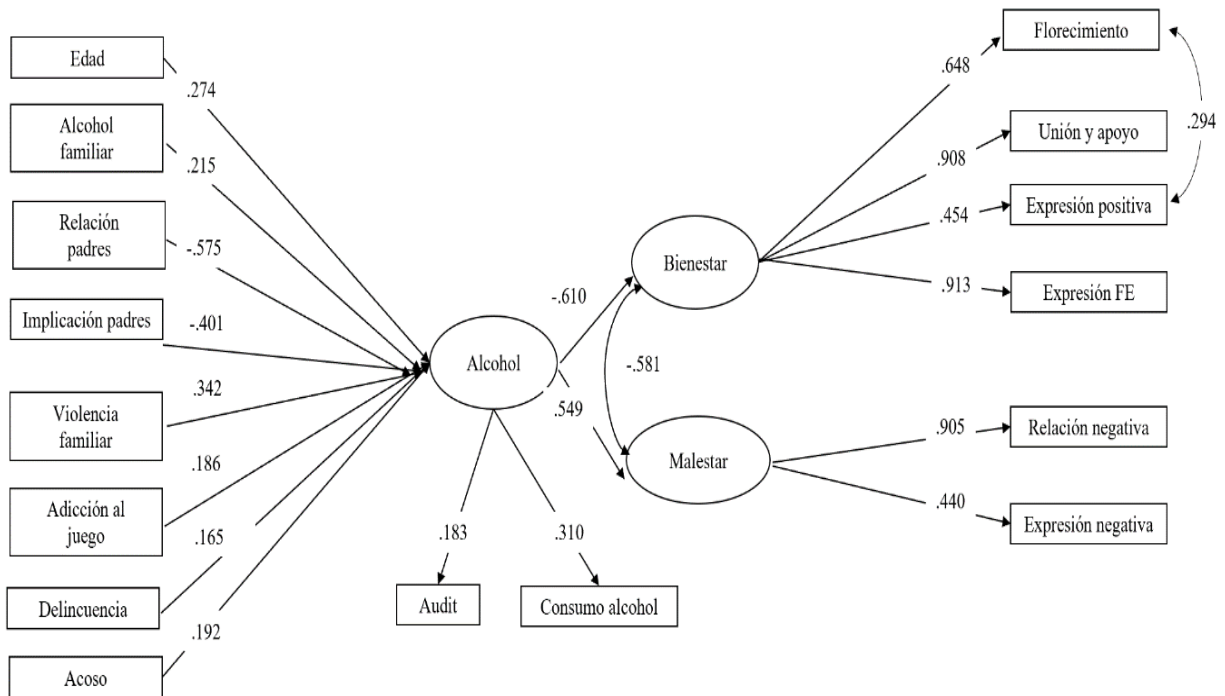 Edad
.274
Alcohol
familiar
.215
Relación
padres
-.575
Implicación padres
-.401
.342
Violencia
familiar
.186
Adicción al
juego
.165
Delincuencia
.192
Acoso
Alcohol
.183
.310
Audit
Consumo alcohol
-.610
.549
-.581
Bienestar
Malestar
.648
.908
.454
.913
Florecimiento
Unión y apoyo
Expresión positiva
Expresión FE
.294
.905
.440
Relación negativa
Expresión negativa